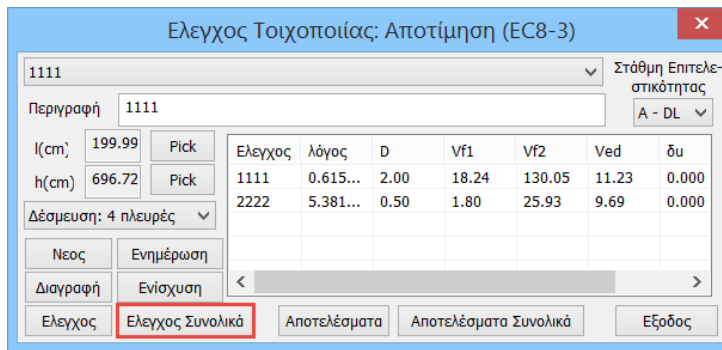 Ελεγχος Τοιχοποιίας: Αποτίμηση (EC8-3)
x
1111
Στάθμη Επιτελε-
στικότητας
Περιγραφή 1111
A - DL
l(cm) 199.99 Pick
h(cm) 696.72 Pick
Δέσμευση: 4 πλευρές
Ελεγχος λόγος D Vf1 Vf2 Ved δu
1111 0.615... 2.00 18.24 130.05 11.23 0.000
2222 5.381... 0.50 1.80 25.93 9.69 0.000
Νεος Ενημέρωση
Διαγραφή Ενίσχυση
Ελεγχος Ελεγχος Συνολικά Αποτελέσματα Αποτελέσματα Συνολικά Εξοδος